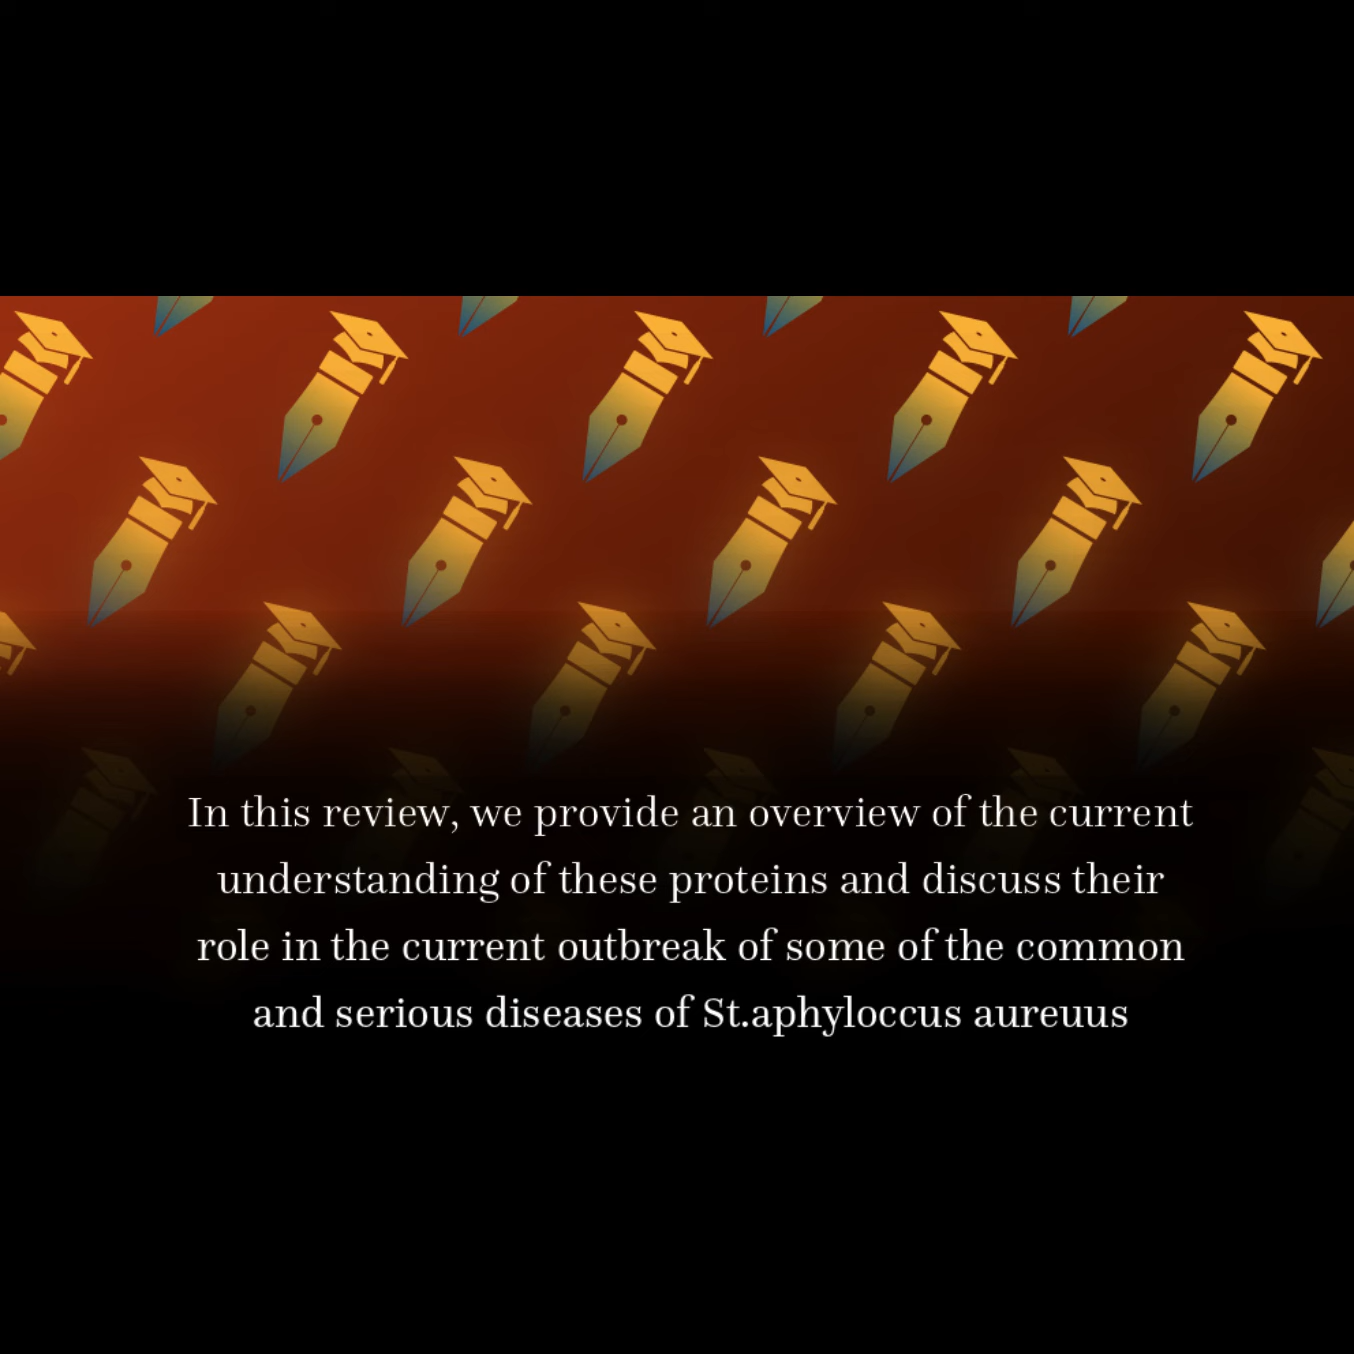 In this review, we provide an overview of the current
understanding of these proteins and discuss their
role in the current outbreak of some of the common
and serious diseases of St.aphyloccus aureuus